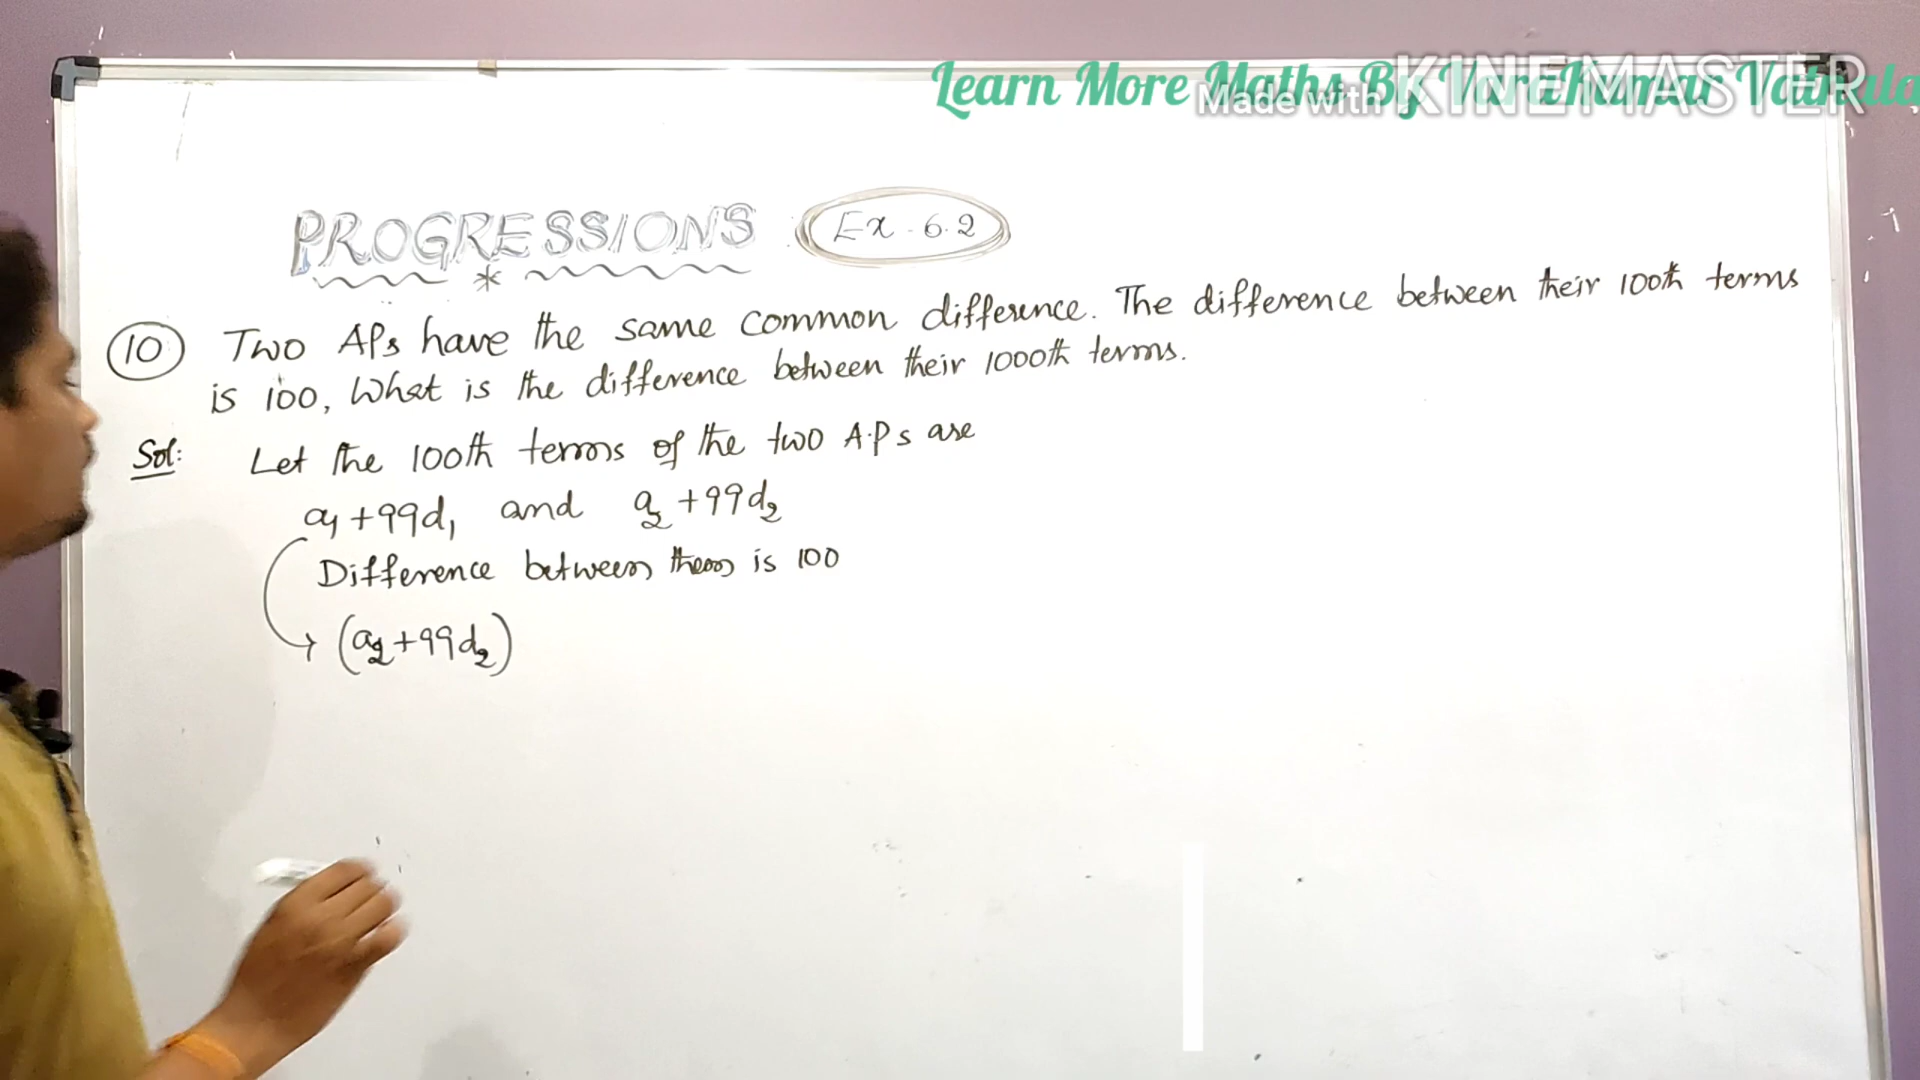 Learn More Maths By VaraKumar
Made with KINEMASTER
PROGRESSIONS Ex - 6.2
10 Two APs have the same common difference. The difference between their 100th terms
is 100, What is the difference between their 1000th terms.
Sol: Let the 100th terms of the two A.Ps are
a₁ + 99d₁ and a₂ + 99d₂
Difference between them is 100
→ (a₂ + 99d₂)